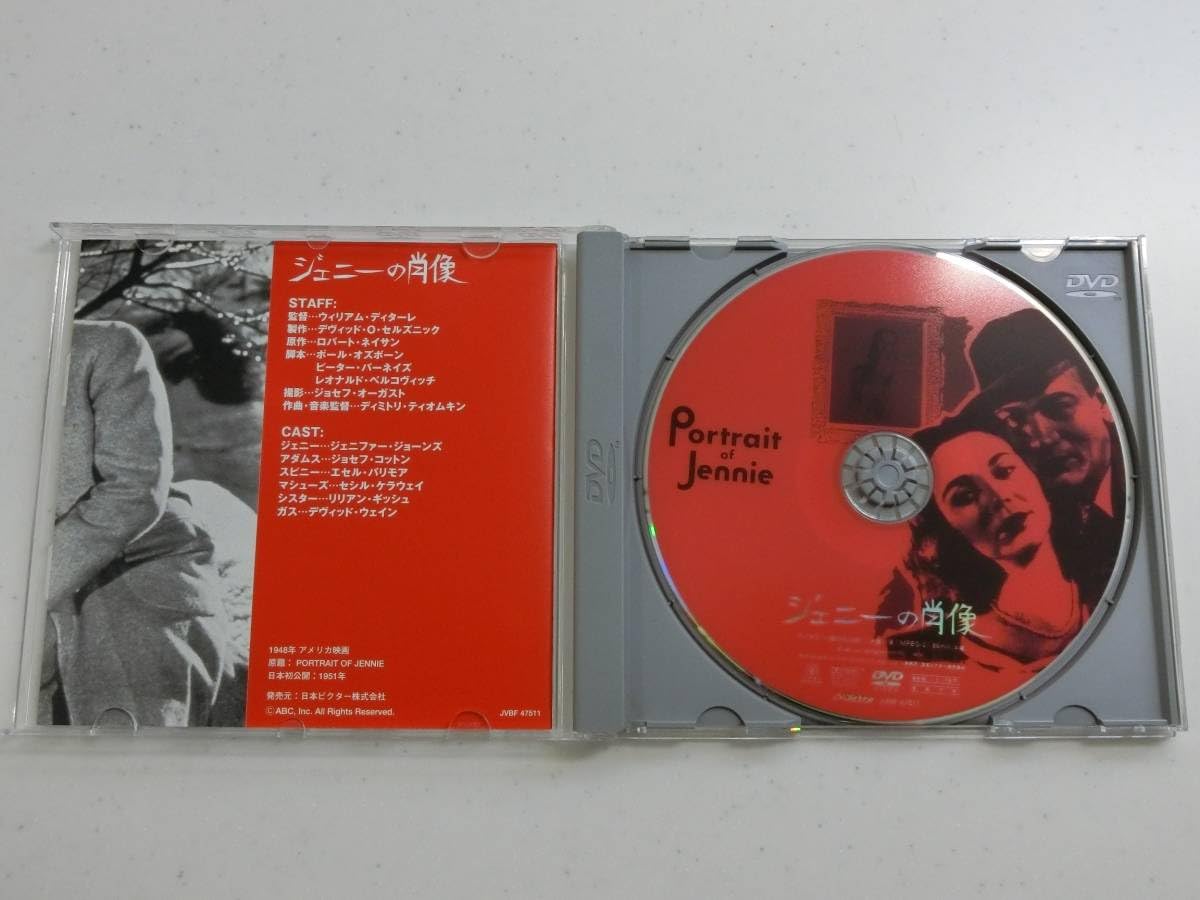 ジェニーの肖像
STAFF:
監督…ウィリアム・ディターレ
製作…デヴィッド・O・セルズニック
原作…ロバート・ネイサン
脚本…ポール・オズボーン
ピーター・バーネイズ
レオナルド・ベルコヴィッチ
撮影…ジョセフ・オーガスト
作曲・音楽監督…ディミトリ・ティオムキン
CAST:
ジェニー…ジェニファー・ジョーンズ
アダムス…ジョセフ・コットン
スピニー…エセル・バリモア
マシューズ…セシル・ケラウェイ
シスター…リリアン・ギッシュ
ガス…デヴィッド・ウェイン
1948年 アメリカ映画
原題： PORTRAIT OF JENNIE
日本初公開：1951年
発売元：日本ビクター株式会社
ⒸABC, Inc. All Rights Reserved.
JVBF 47511
DVD
DVD
Portrait
of
Jennie
ジェニーの肖像
DVD
Victor
JVBF 47511